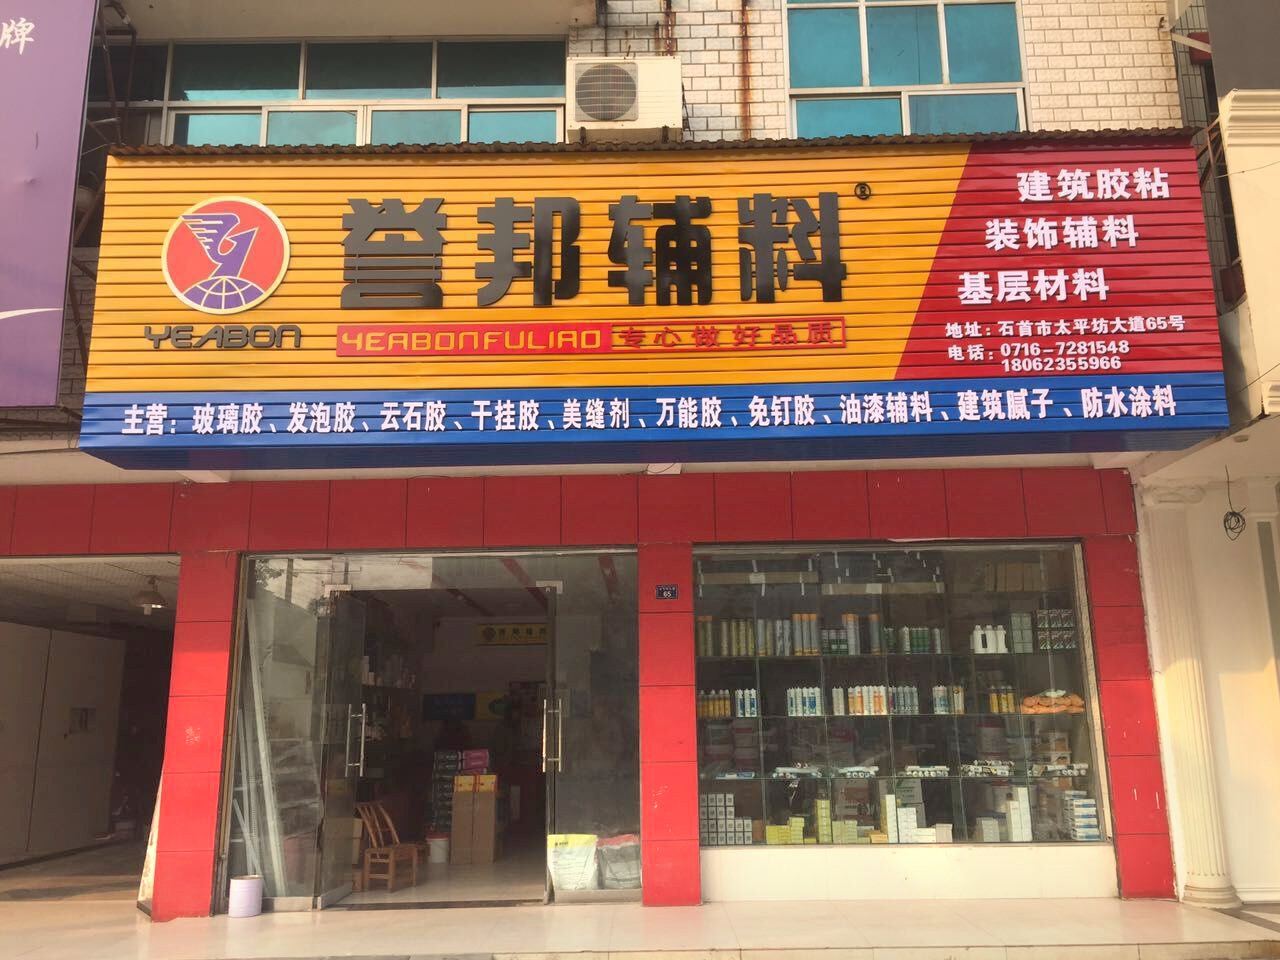 牌
誉邦辅料®
YEABON
YEABONFULIAO 专心做好品质
建筑胶粘
装饰辅料
基层材料
地址：石首市太平坊大道65号
电话：0716-7281548
18062355966
主营：玻璃胶、发泡胶、云石胶、干挂胶、美缝剂、万能胶、免钉胶、油漆辅料、建筑腻子、防水涂料
65